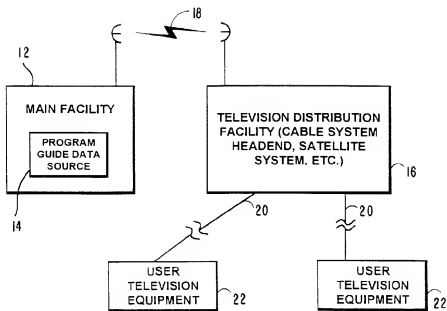 18
12
MAIN FACILITY
PROGRAM
GUIDE DATA
SOURCE
14
TELEVISION DISTRIBUTION
FACILITY (CABLE SYSTEM
HEADEND, SATELLITE
SYSTEM, ETC.)
16
20
20
USER
TELEVISION
EQUIPMENT
22
USER
TELEVISION
EQUIPMENT
22